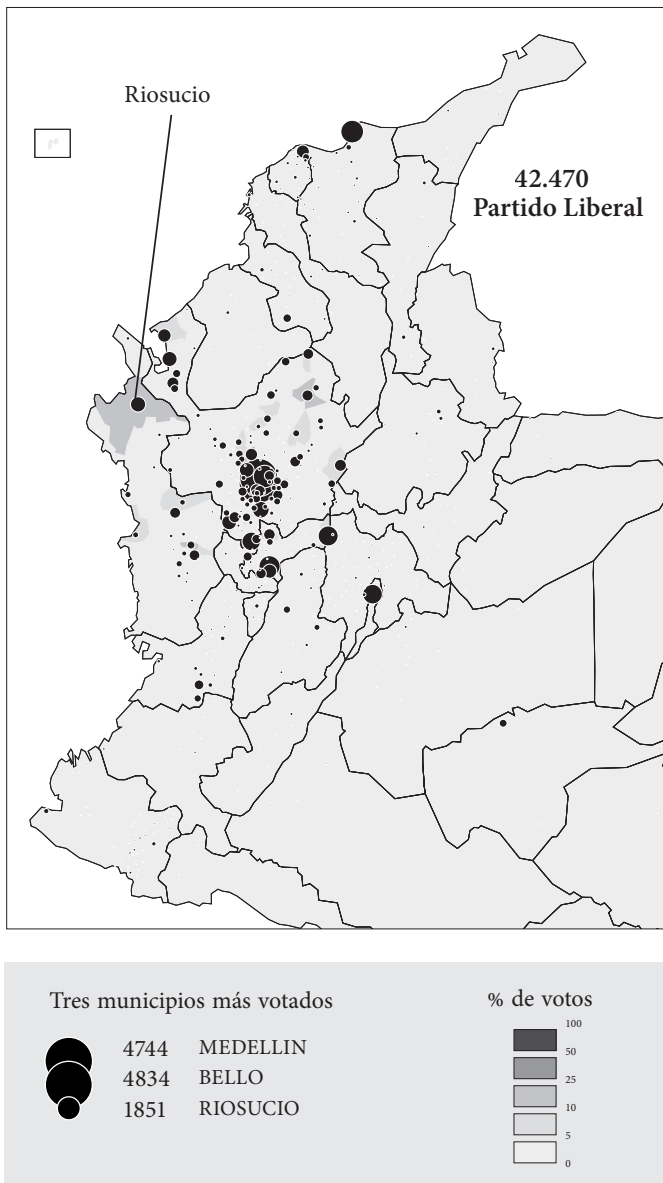 Riosucio
42.470
Partido Liberal
Tres municipios más votados
4744 MEDELLIN
4834 BELLO
1851 RIOSUCIO
% de votos
100
50
25
10
5
0